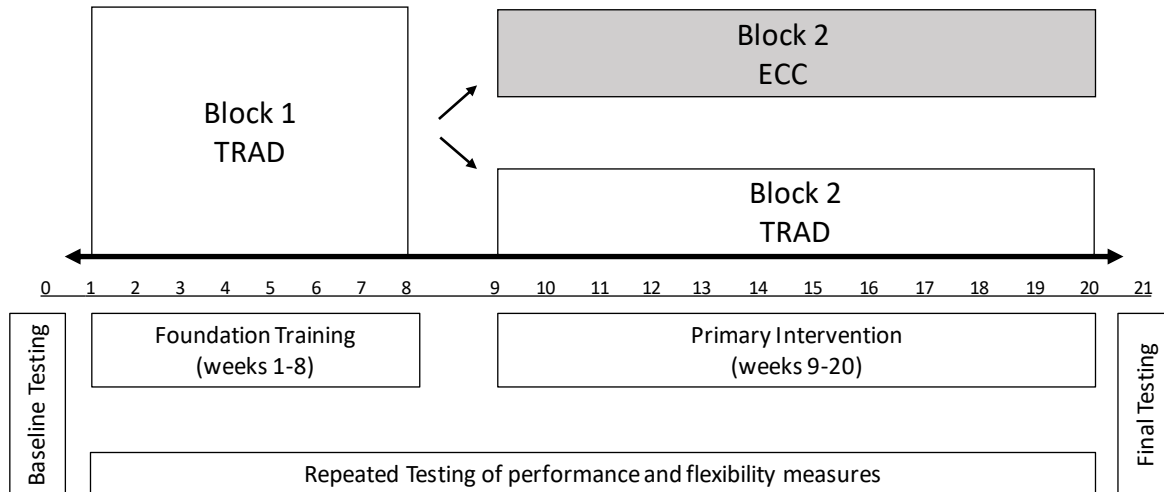 Block 1
TRAD
Block 2
ECC
Block 2
TRAD
0 1 2 3 4 5 6 7 8 9 10 11 12 13 14 15 16 17 18 19 20 21
Baseline Testing
Foundation Training
(weeks 1-8)
Primary Intervention
(weeks 9-20)
Final Testing
Repeated Testing of performance and flexibility measures